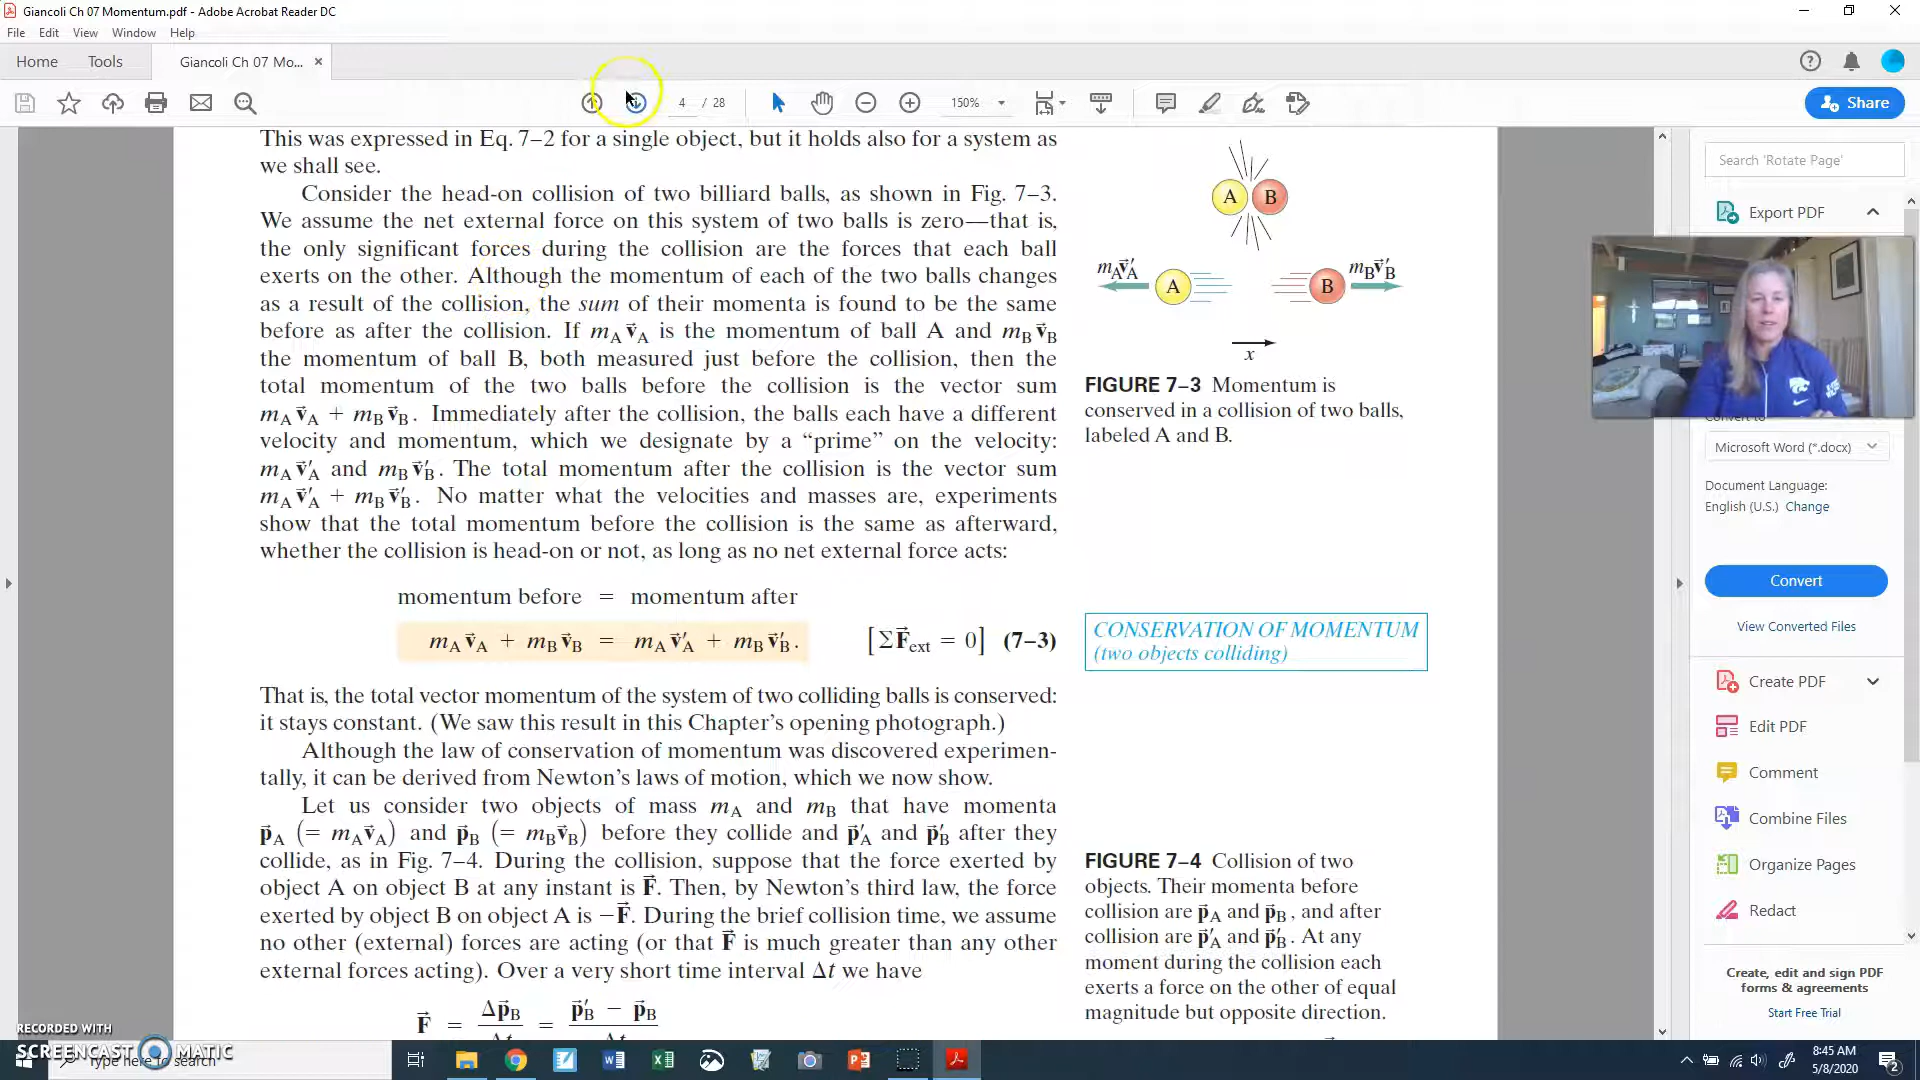 Giancoli Ch 07 Momentum.pdf - Adobe Acrobat Reader DC
File Edit View Window Help
Home Tools Giancoli Ch 07 Mo... ×
4 / 28 150% Share
This was expressed in Eq. 7–2 for a single object, but it holds also for a system as
we shall see.
Consider the head-on collision of two billiard balls, as shown in Fig. 7–3.
We assume the net external force on this system of two balls is zero—that is,
the only significant forces during the collision are the forces that each ball
exerts on the other. Although the momentum of each of the two balls changes
as a result of the collision, the sum of their momenta is found to be the same
before as after the collision. If m_A v⃗_A is the momentum of ball A and m_B v⃗_B
the momentum of ball B, both measured just before the collision, then the
total momentum of the two balls before the collision is the vector sum
m_A v⃗_A + m_B v⃗_B. Immediately after the collision, the balls each have a different
velocity and momentum, which we designate by a “prime” on the velocity:
m_A v⃗′_A and m_B v⃗′_B. The total momentum after the collision is the vector sum
m_A v⃗′_A + m_B v⃗′_B. No matter what the velocities and masses are, experiments
show that the total momentum before the collision is the same as afterward,
whether the collision is head-on or not, as long as no net external force acts:
momentum before = momentum after
m_A v⃗_A + m_B v⃗_B = m_A v⃗′_A + m_B v⃗′_B. [ΣF⃗_ext = 0] (7–3)
That is, the total vector momentum of the system of two colliding balls is conserved:
it stays constant. (We saw this result in this Chapter’s opening photograph.)
Although the law of conservation of momentum was discovered experimen-
tally, it can be derived from Newton’s laws of motion, which we now show.
Let us consider two objects of mass m_A and m_B that have momenta
p⃗_A (= m_A v⃗_A) and p⃗_B (= m_B v⃗_B) before they collide and p⃗′_A and p⃗′_B after they
collide, as in Fig. 7–4. During the collision, suppose that the force exerted by
object A on object B at any instant is F⃗. Then, by Newton’s third law, the force
exerted by object B on object A is −F⃗. During the brief collision time, we assume
no other (external) forces are acting (or that F⃗ is much greater than any other
external forces acting). Over a very short time interval Δt we have
F⃗ = Δp⃗_B / Δt = p⃗′_B − p⃗_B / Δt
A B
m_A v⃗′_A A B m_B v⃗′_B
x
FIGURE 7–3 Momentum is
conserved in a collision of two balls,
labeled A and B.
CONSERVATION OF MOMENTUM
(two objects colliding)
FIGURE 7–4 Collision of two
objects. Their momenta before
collision are p⃗_A and p⃗_B, and after
collision are p⃗′_A and p⃗′_B. At any
moment during the collision each
exerts a force on the other of equal
magnitude but opposite direction.
Search 'Rotate Page'
Export PDF
Convert to
Microsoft Word (*.docx)
Document Language:
English (U.S.) Change
Convert
View Converted Files
Create PDF
Edit PDF
Comment
Combine Files
Organize Pages
Redact
Create, edit and sign PDF
forms & agreements
Start Free Trial
RECORDED WITH
SCREENCAST MATIC
Type here to search
8:45 AM
5/8/2020
2